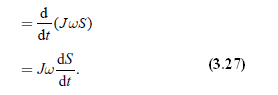 = d/dt (JωS)
= Jω dS/dt. (3.27)